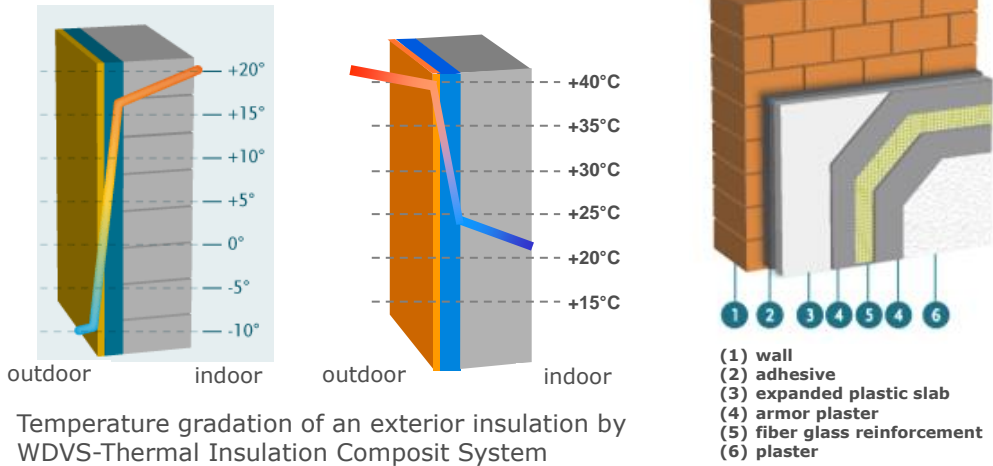 +20°
+15°
+10°
+5°
0°
-5°
-10°
outdoor
indoor
+40°C
+35°C
+30°C
+25°C
+20°C
+15°C
outdoor
indoor
Temperature gradation of an exterior insulation by
WDVS-Thermal Insulation Composit System
1 2 3 4 5 4 6
(1) wall
(2) adhesive
(3) expanded plastic slab
(4) armor plaster
(5) fiber glass reinforcement
(6) plaster